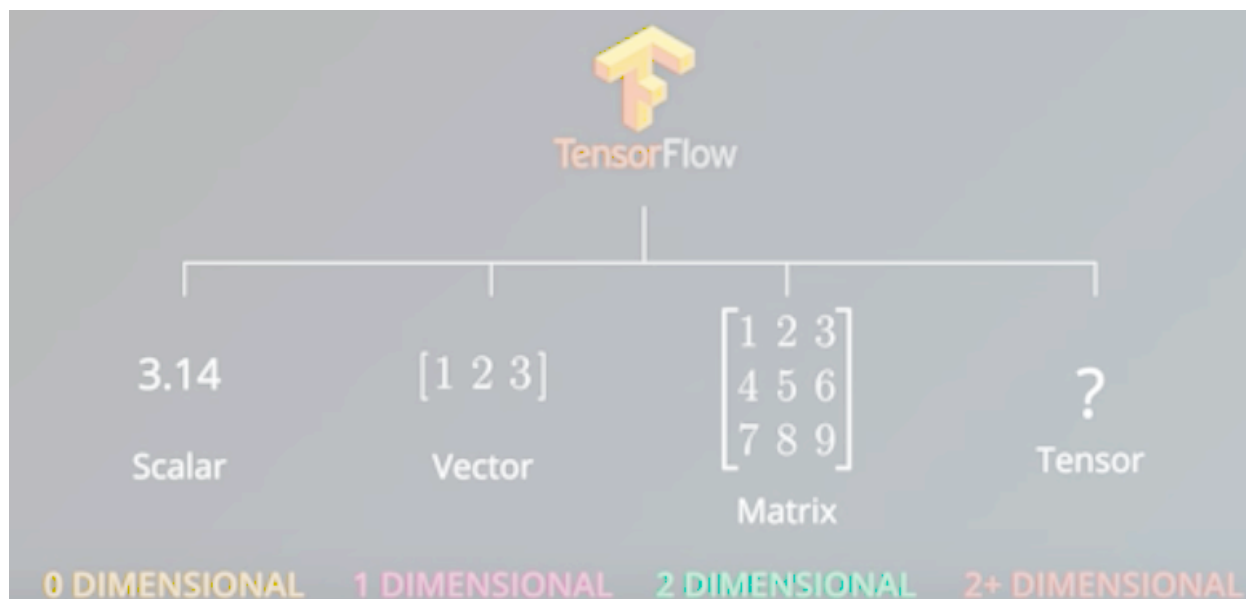 TensorFlow
3.14
[1 2 3]
1 2 3
4 5 6
7 8 9
?
Scalar
Vector
Matrix
Tensor
0 DIMENSIONAL
1 DIMENSIONAL
2 DIMENSIONAL
2+ DIMENSIONAL